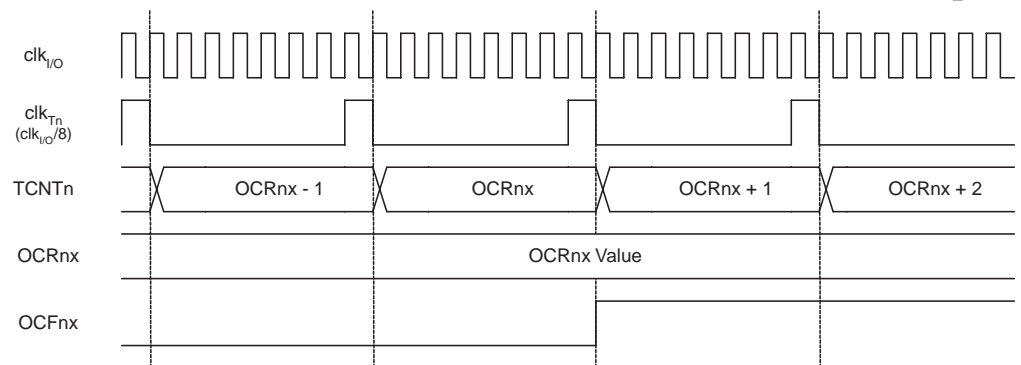 clkI/O
clkTn
(clkI/O/8)
TCNTn
OCRnx - 1
OCRnx
OCRnx + 1
OCRnx + 2
OCRnx
OCRnx Value
OCFnx